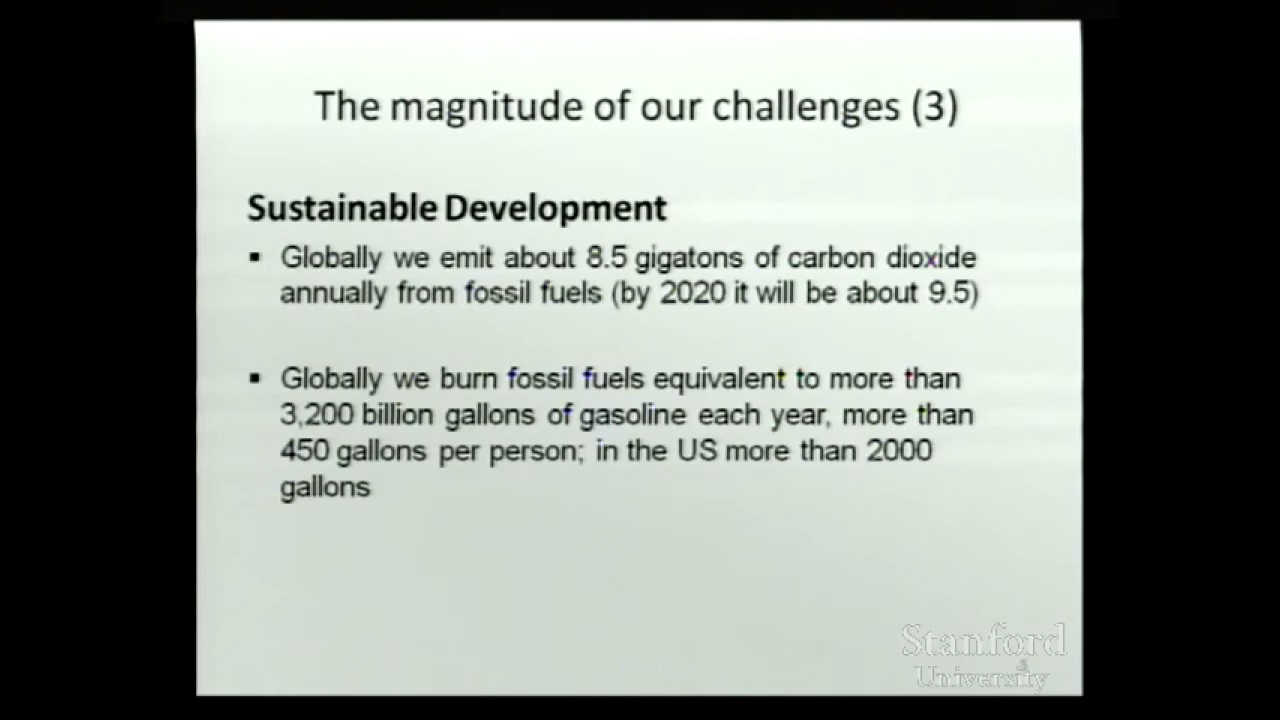 The magnitude of our challenges (3)
Sustainable Development
▪ Globally we emit about 8.5 gigatons of carbon dioxide
annually from fossil fuels (by 2020 it will be about 9.5)
▪ Globally we burn fossil fuels equivalent to more than
3,200 billion gallons of gasoline each year, more than
450 gallons per person; in the US more than 2000
gallons
Stanford
University